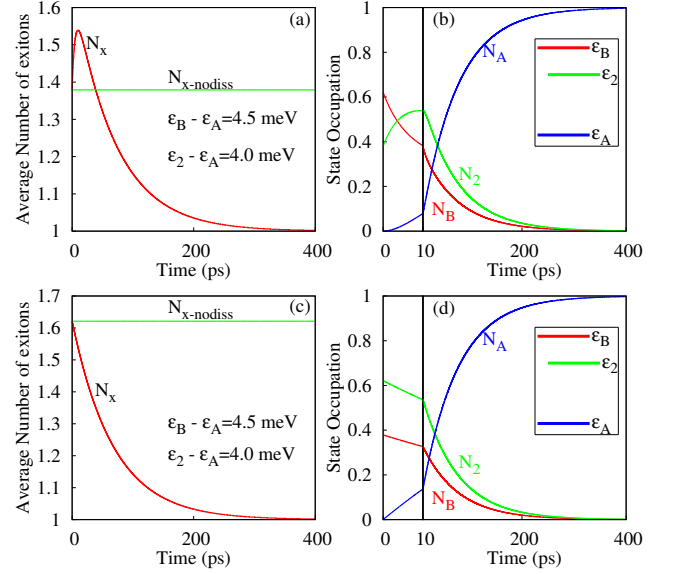 (a)
1.6
1.5
1.4
1.3
1.2
1.1
1
Average Number of exitons
N_x
N_x-nodiss
ε_B - ε_A=4.5 meV
ε_2 - ε_A=4.0 meV
0
200
400
Time (ps)
(b)
1
0.8
0.6
0.4
0.2
0
State Occupation
N_A
N_2
N_B
ε_B
ε_2
ε_A
0
10
200
400
Time (ps)
(c)
1.7
1.6
1.5
1.4
1.3
1.2
1.1
1
Average Number of exitons
N_x-nodiss
N_x
ε_B - ε_A=4.5 meV
ε_2 - ε_A=4.0 meV
0
200
400
Time (ps)
(d)
1
0.8
0.6
0.4
0.2
0
State Occupation
N_A
N_2
N_B
ε_B
ε_2
ε_A
0
10
200
400
Time (ps)